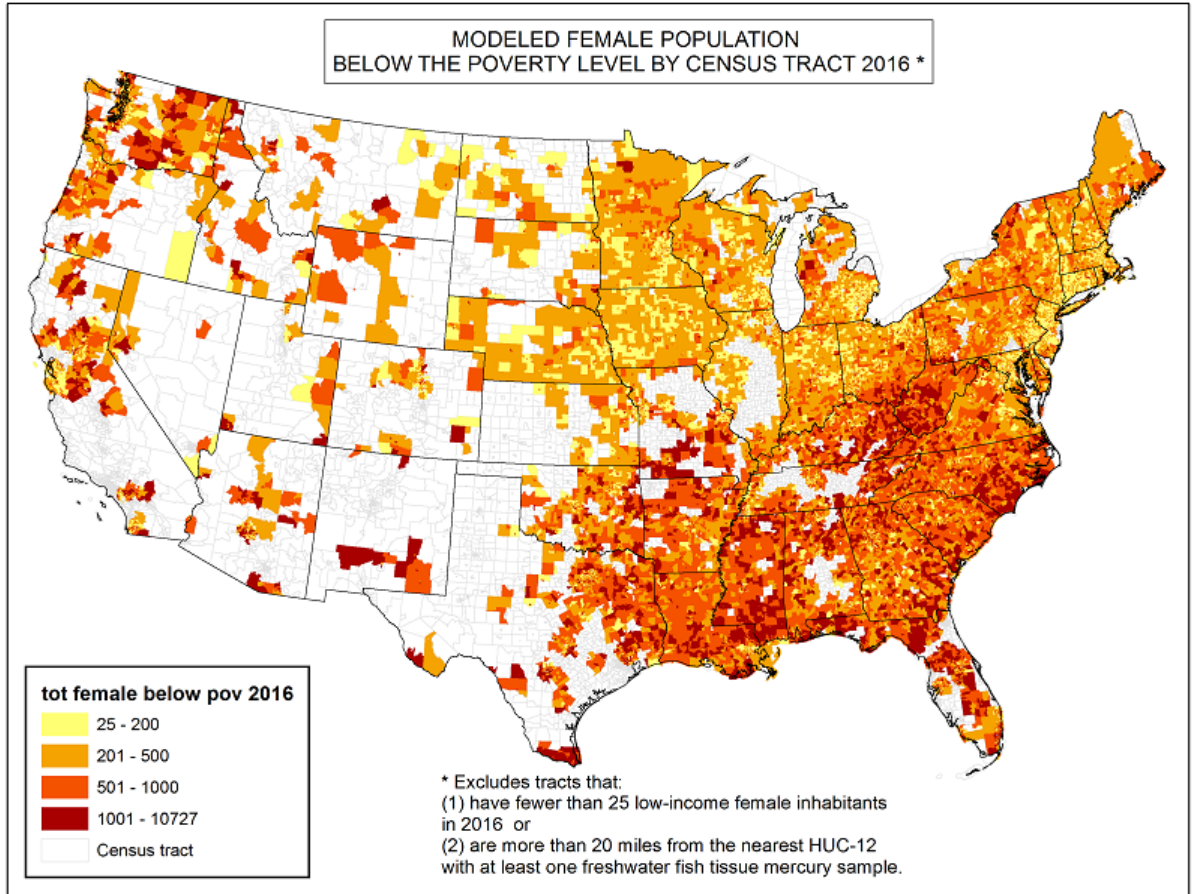 MODELED FEMALE POPULATION
BELOW THE POVERTY LEVEL BY CENSUS TRACT 2016 *
tot female below pov 2016
25 - 200
201 - 500
501 - 1000
1001 - 10727
Census tract
* Excludes tracts that:
(1) have fewer than 25 low-income female inhabitants
in 2016 or
(2) are more than 20 miles from the nearest HUC-12
with at least one freshwater fish tissue mercury sample.